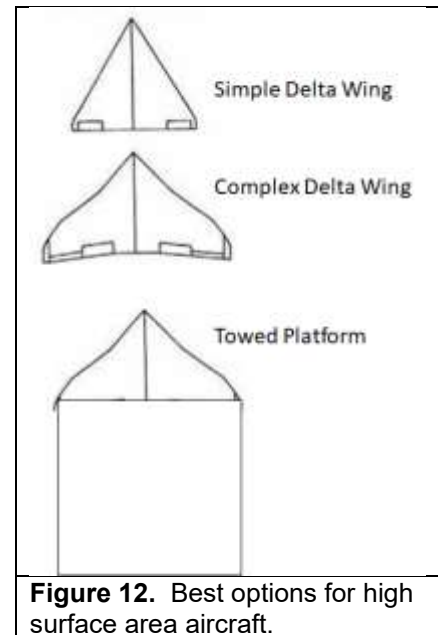 Simple Delta Wing
Complex Delta Wing
Towed Platform
Figure 12. Best options for high
surface area aircraft.